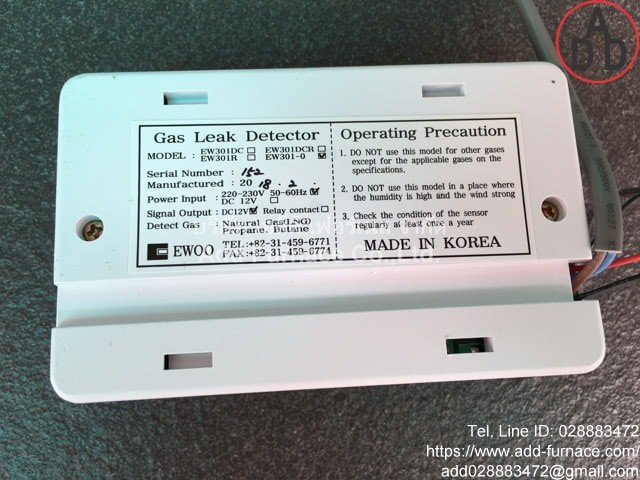 ADD
Gas Leak Detector
MODEL : EW301DC □ EW301DCR □
EW301R □ EW301-0 ☑
Serial Number : 152
Manufactured : 20 18 . 2
Power Input : 220-230V 50-60Hz ☑
DC 12V □
Signal Output : DC12V ☑ Relay contact □
Detect Gas Natural Gas(LNG)
Propane, Butane
EWOO TEL:+82-31-459-6771
FAX:+82-31-459-6774
Operating Precaution
1. DO NOT use this model for other gases
except for the applicable gases on the
specifications.
2. DO NOT use this model in a place where
the humidity is high and the wind strong
3. Check the condition of the sensor
regularly at least once a year
MADE IN KOREA
Add Furnace Co., Ltd.
Tel, Line ID: 028883472
https://www.add-furnace.com/
add028883472@gmail.com